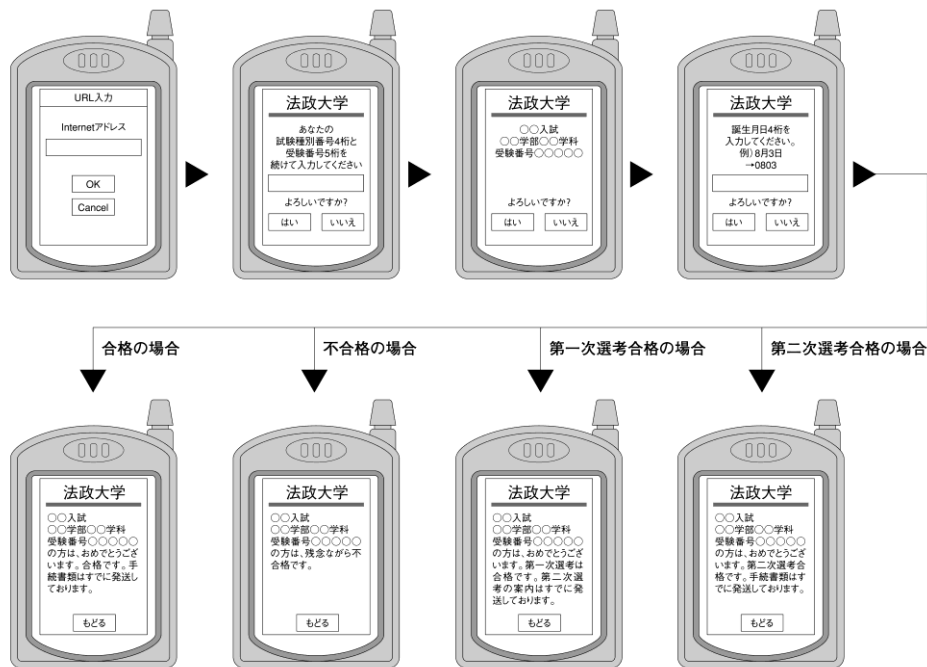 URL入力
Internetアドレス
OK
Cancel
法政大学
あなたの
試験種別番号4桁と
受験番号5桁を
続けて入力してください
よろしいですか?
はい いいえ
法政大学
○○入試
○○学部○○学科
受験番号○○○○○
よろしいですか?
はい いいえ
法政大学
誕生月日4桁を
入力してください。
例)8月3日
→0803
よろしいですか?
はい いいえ
合格の場合
不合格の場合
第一次選考合格の場合
第二次選考合格の場合
法政大学
○○入試
○○学部○○学科
受験番号○○○○○
の方は、おめでとうござ
います。合格です。手
続書類はすでに発送し
ております。
もどる
法政大学
○○入試
○○学部○○学科
受験番号○○○○○
の方は、残念ながら不
合格です。
もどる
法政大学
○○入試
○○学部○○学科
受験番号○○○○○
の方は、おめでとうござ
います。第一次選考は
合格です。第二次選
考の案内はすでに発
送しております。
もどる
法政大学
○○入試
○○学部○○学科
受験番号○○○○○
の方は、おめでとうござ
います。第二次選考合
格です。手続書類はす
でに発送しております。
もどる